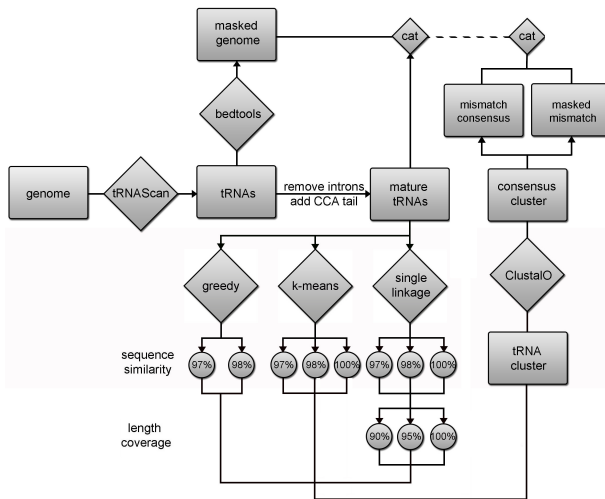 masked
genome
cat
cat
bedtools
mismatch
consensus
masked
mismatch
genome
tRNAScan
tRNAs
remove introns
add CCA tail
mature
tRNAs
consensus
cluster
greedy
k-means
single
linkage
ClustalO
sequence
similarity
97%
98%
97%
98%
100%
97%
98%
100%
tRNA
cluster
length
coverage
90%
95%
100%